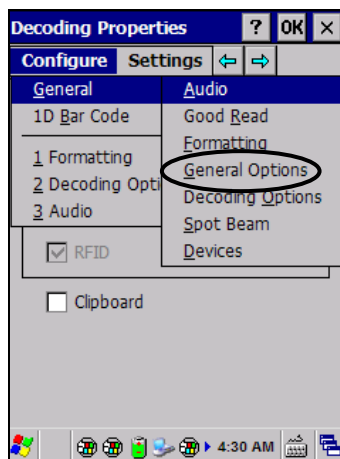 Decoding Properties ? OK ×
Configure Settings
General
1D Bar Code
1 Formatting
2 Decoding Opti
3 Audio
Audio
Good Read
Formatting
General Options
Decoding Options
Spot Beam
Devices
RFID
Clipboard
4:30 AM